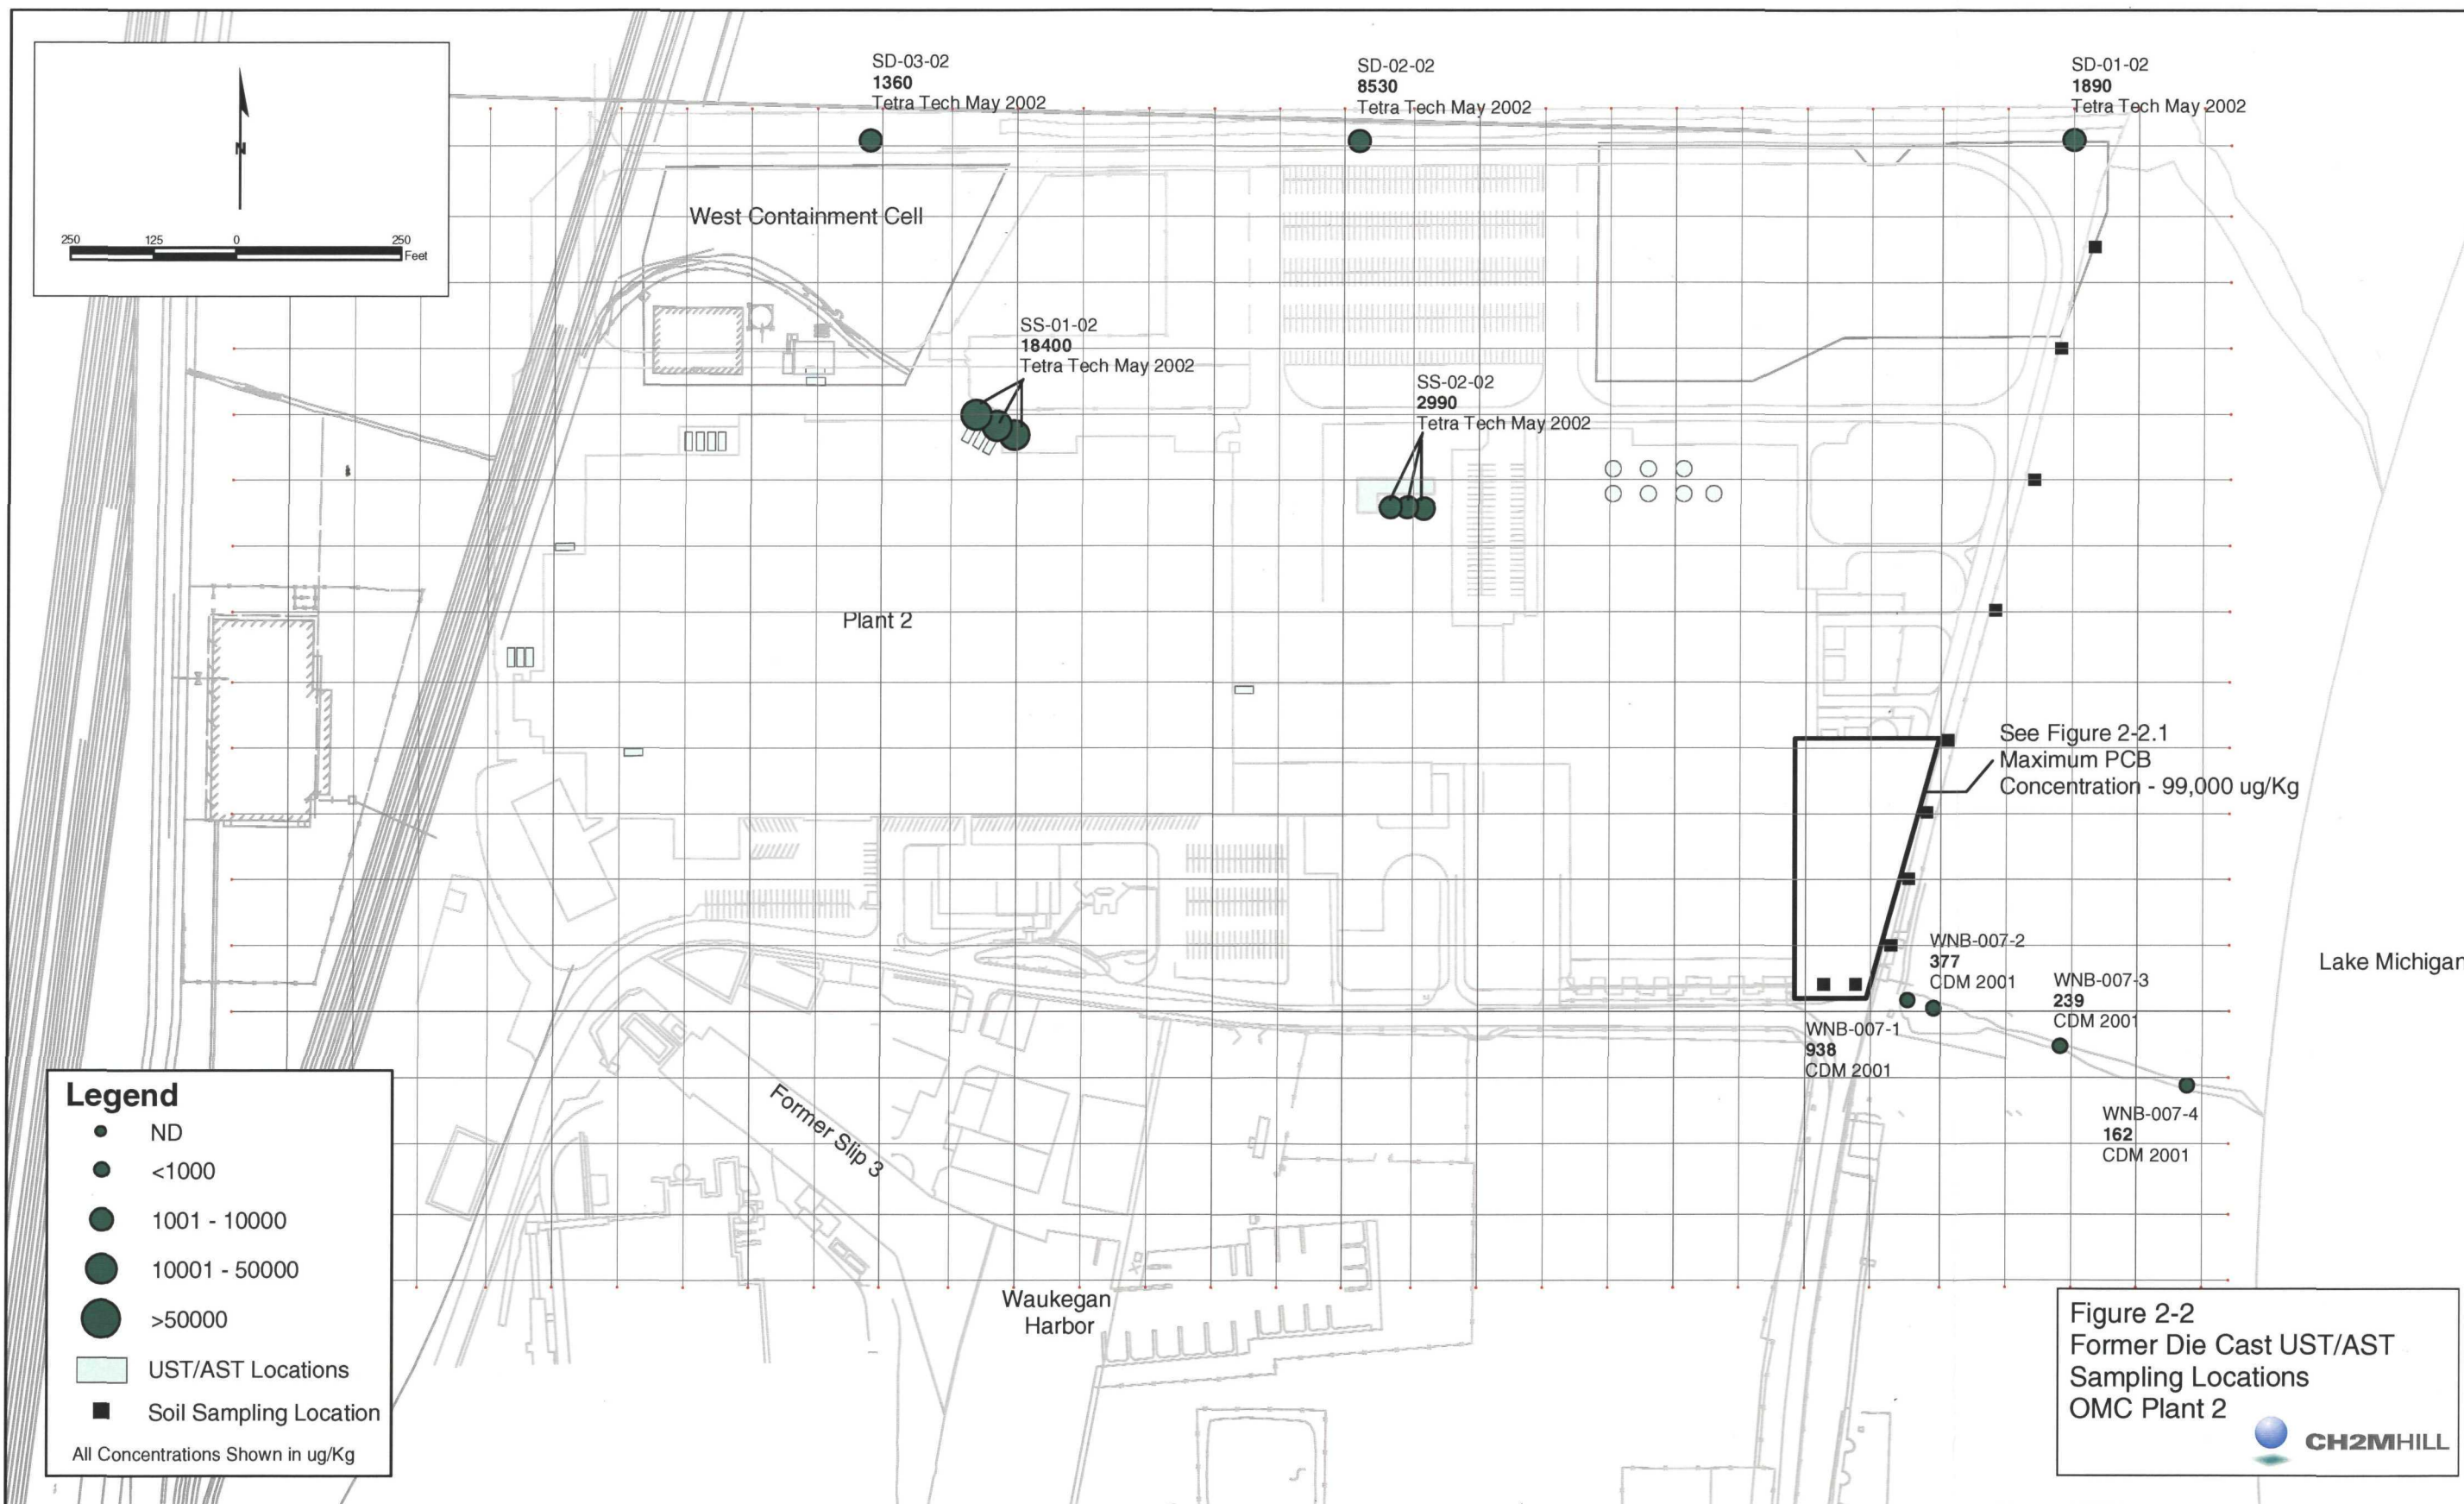 SD-03-02
1360
Tetra Tech May 2002
SD-02-02
8530
Tetra Tech May 2002
SD-01-02
1890
Tetra Tech May 2002
N
250 125 0 250
Feet
West Containment Cell
SS-01-02
18400
Tetra Tech May 2002
SS-02-02
2990
Tetra Tech May 2002
Plant 2
See Figure 2-2.1
Maximum PCB
Concentration - 99,000 ug/Kg
WNB-007-2
377
CDM 2001
WNB-007-3
239
CDM 2001
Lake Michigan
WNB-007-1
938
CDM 2001
WNB-007-4
162
CDM 2001
Former Slip 3
Waukegan
Harbor
Legend
ND
<1000
1001 - 10000
10001 - 50000
>50000
UST/AST Locations
Soil Sampling Location
All Concentrations Shown in ug/Kg
Figure 2-2
Former Die Cast UST/AST
Sampling Locations
OMC Plant 2
CH2MHILL